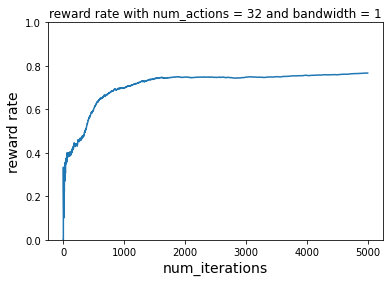 reward rate with num_actions = 32 and bandwidth = 1
1.0
0.8
0.6
0.4
0.2
0.0
reward rate
0 1000 2000 3000 4000 5000
num_iterations